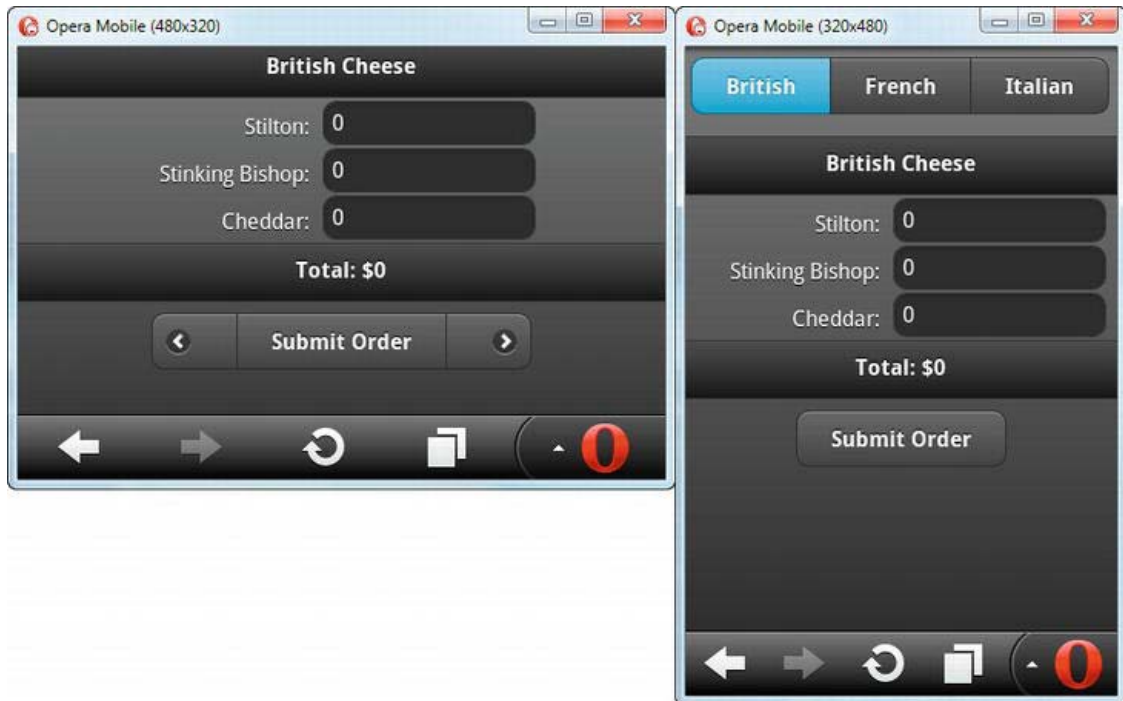 Opera Mobile (480x320)
British Cheese
Stilton: 0
Stinking Bishop: 0
Cheddar: 0
Total: $0
Submit Order
Opera Mobile (320x480)
British French Italian
British Cheese
Stilton: 0
Stinking Bishop: 0
Cheddar: 0
Total: $0
Submit Order